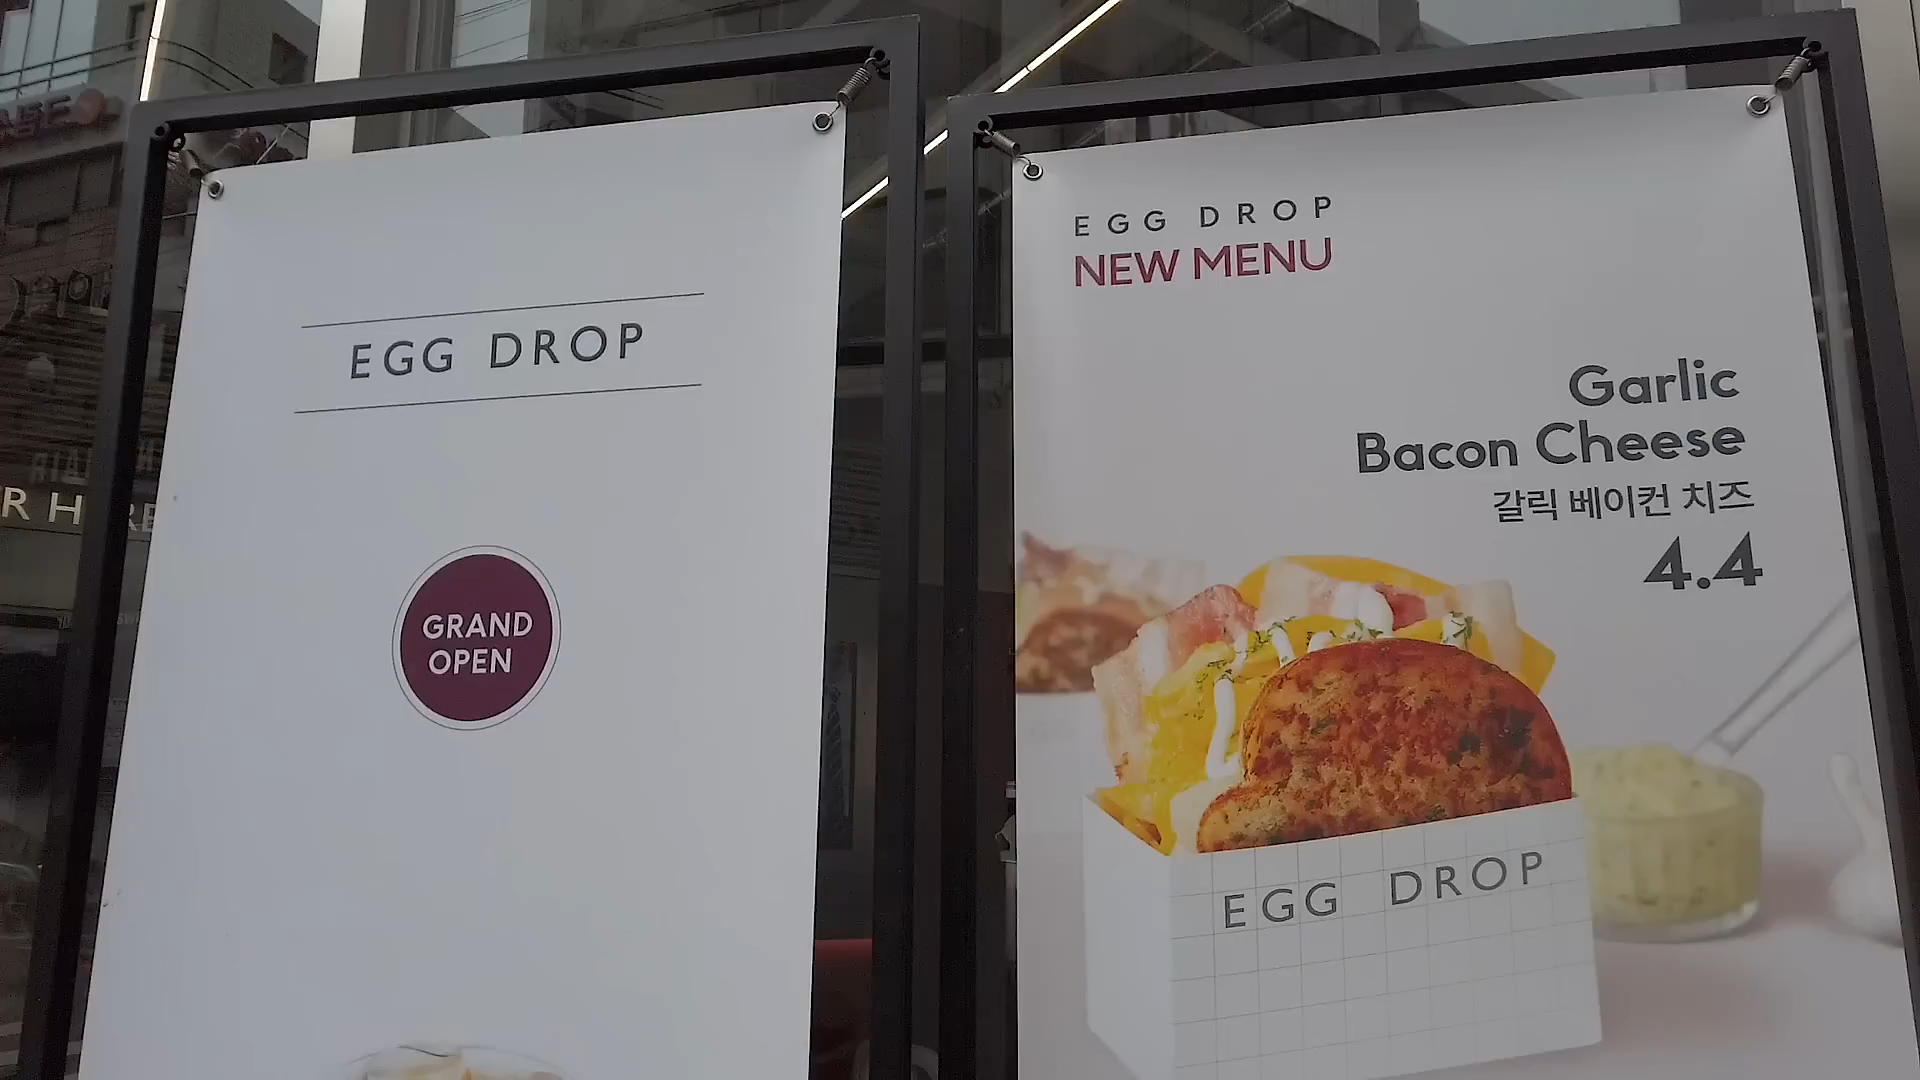 EGG DROP
GRAND
OPEN
EGG DROP
NEW MENU
Garlic
Bacon Cheese
갈릭 베이컨 치즈
4.4
EGG DROP